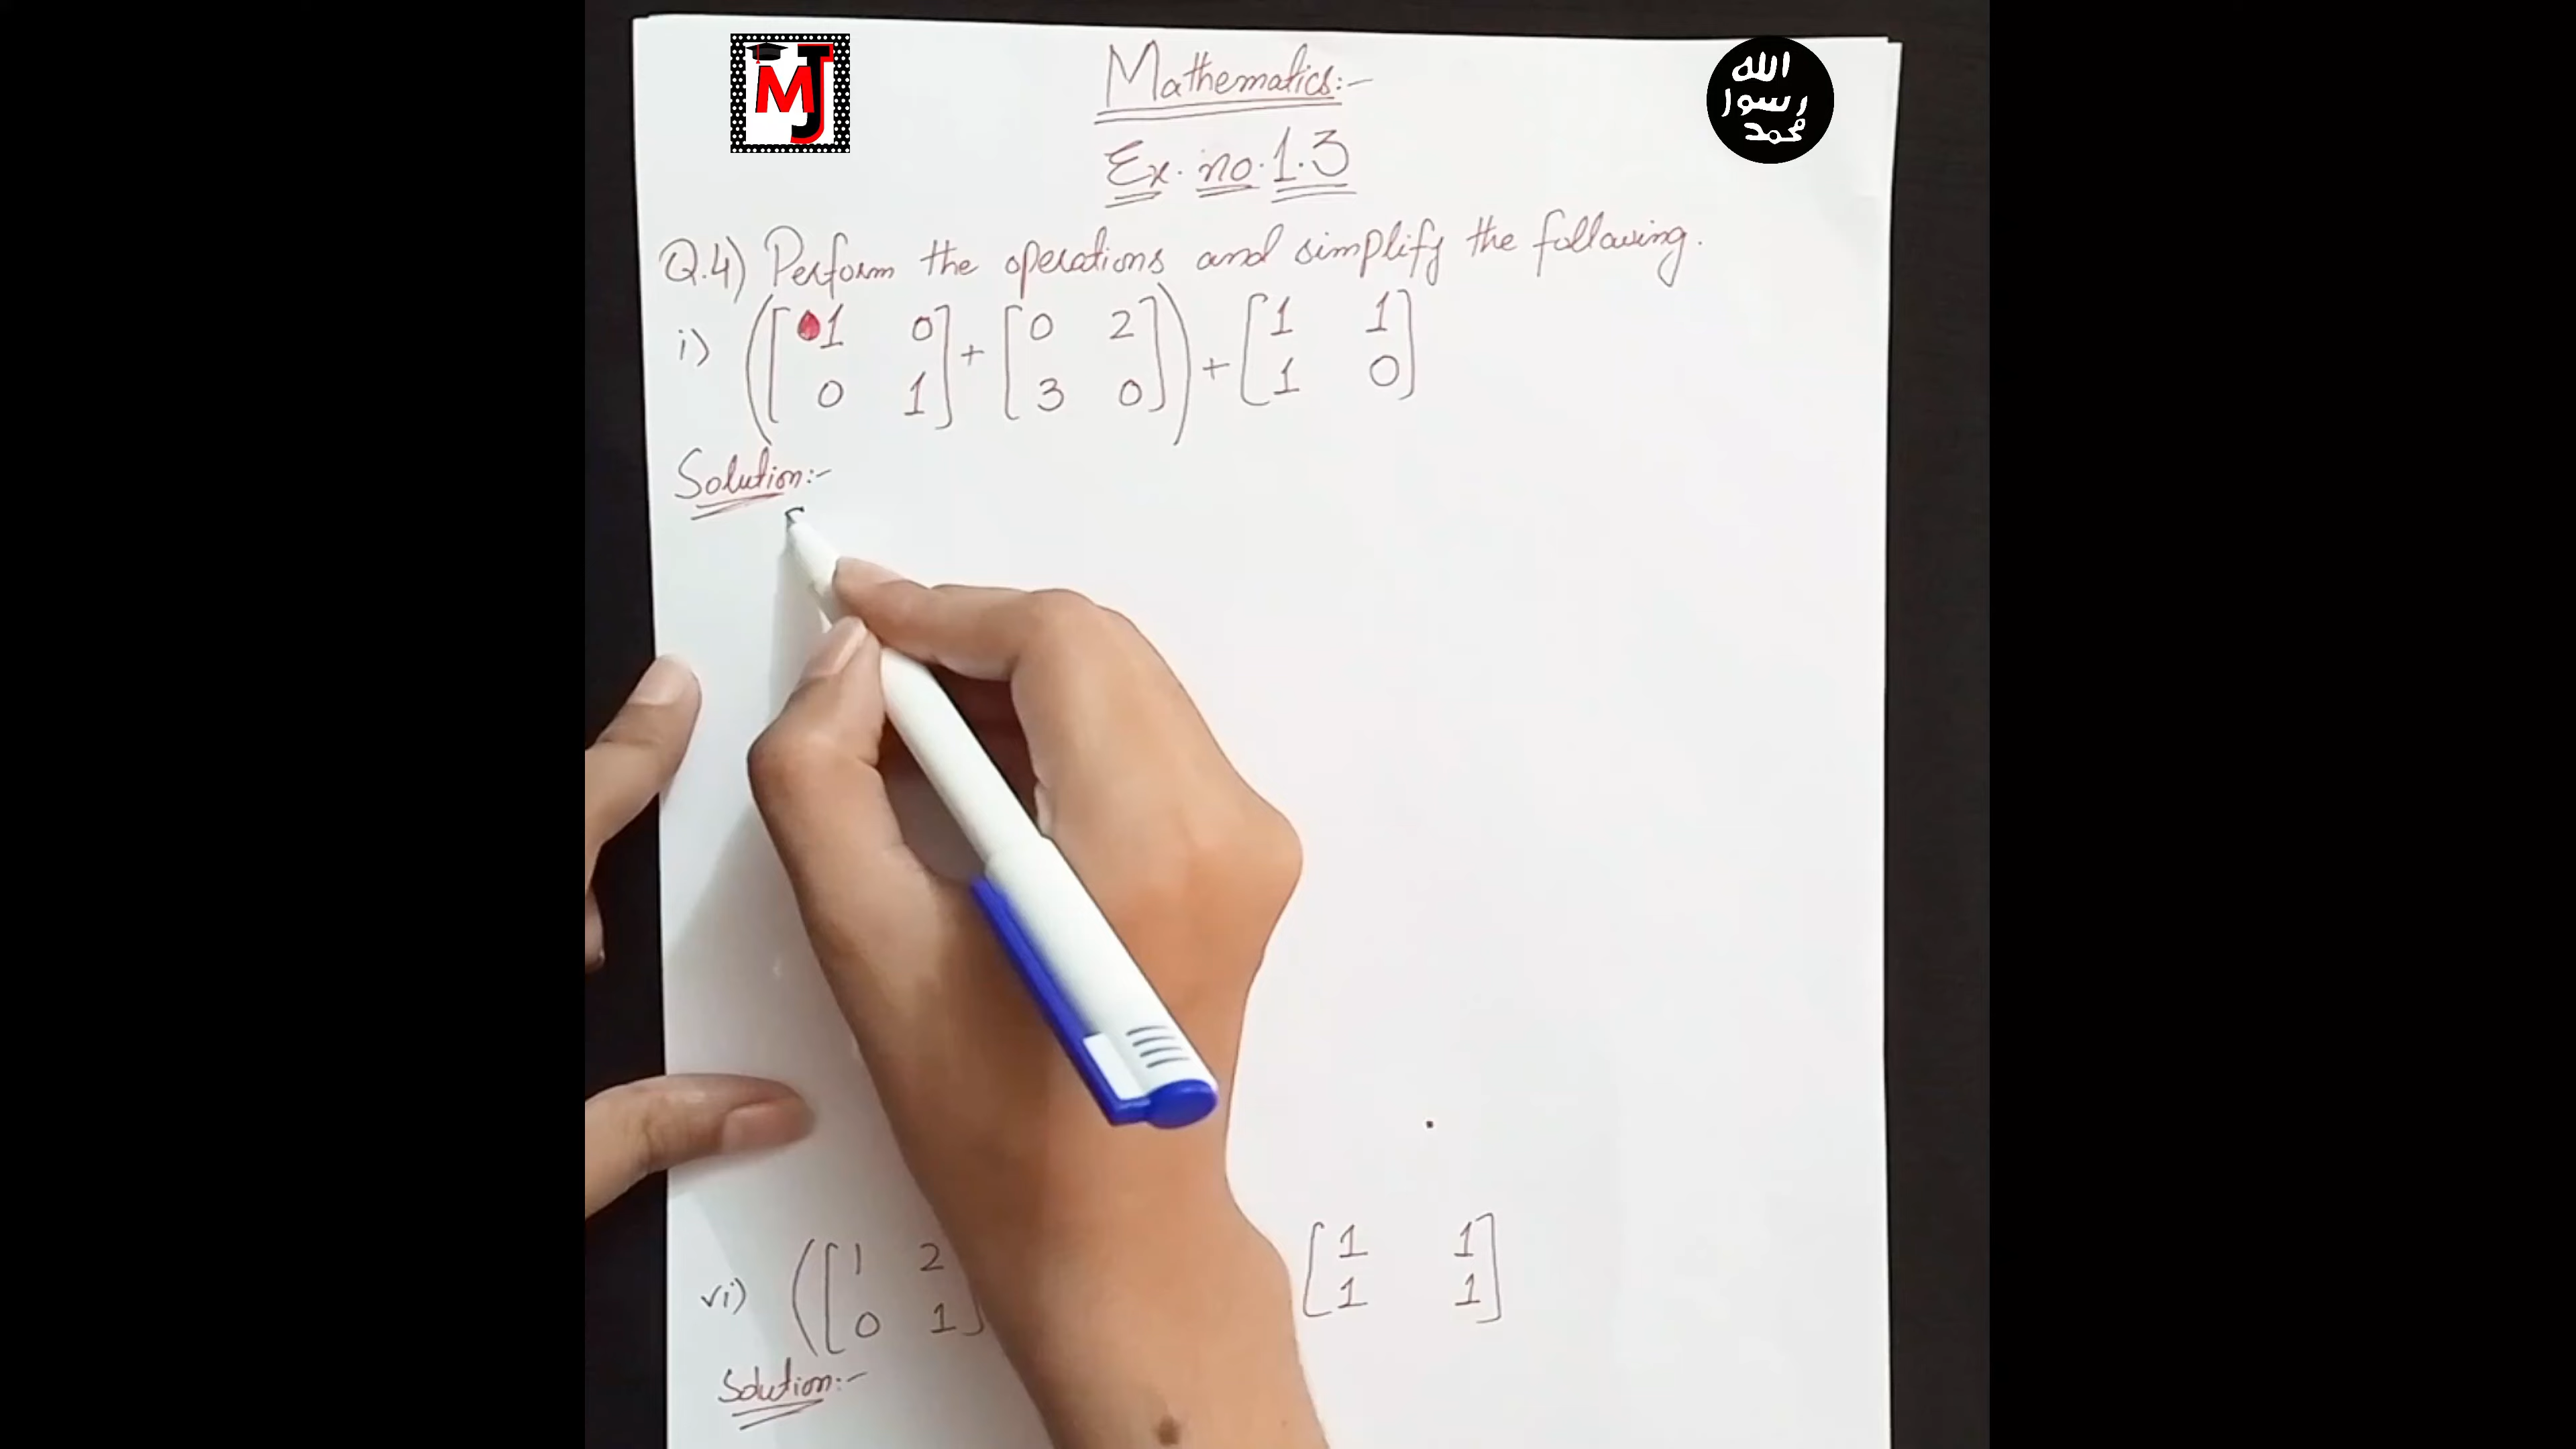 MJ
الله
رسول
محمد
Mathematics:-
Ex. no. 1.3
Q.4) Perform the operations and simplify the following.
i) ([1 0] + [0 2]) + [1 1]
[0 1] [3 0] [1 0]
Solution:-
vi) ([1 2 [1 1]
0 1] [1 1]
Solution:-